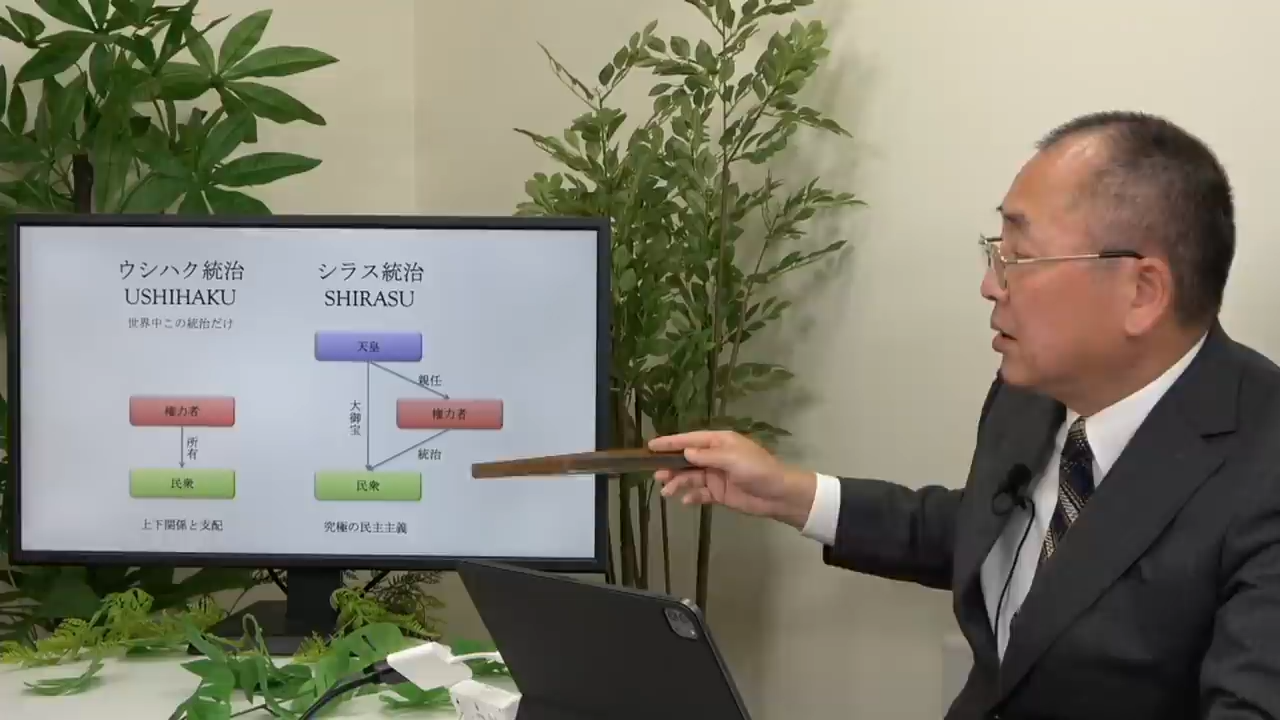 ウシハク統治
USHIHAKU
世界中この統治だけ
権力者
所有
民衆
上下関係と支配
シラス統治
SHIRASU
天皇
親任
大御宝
権力者
統治
民衆
究極の民主主義